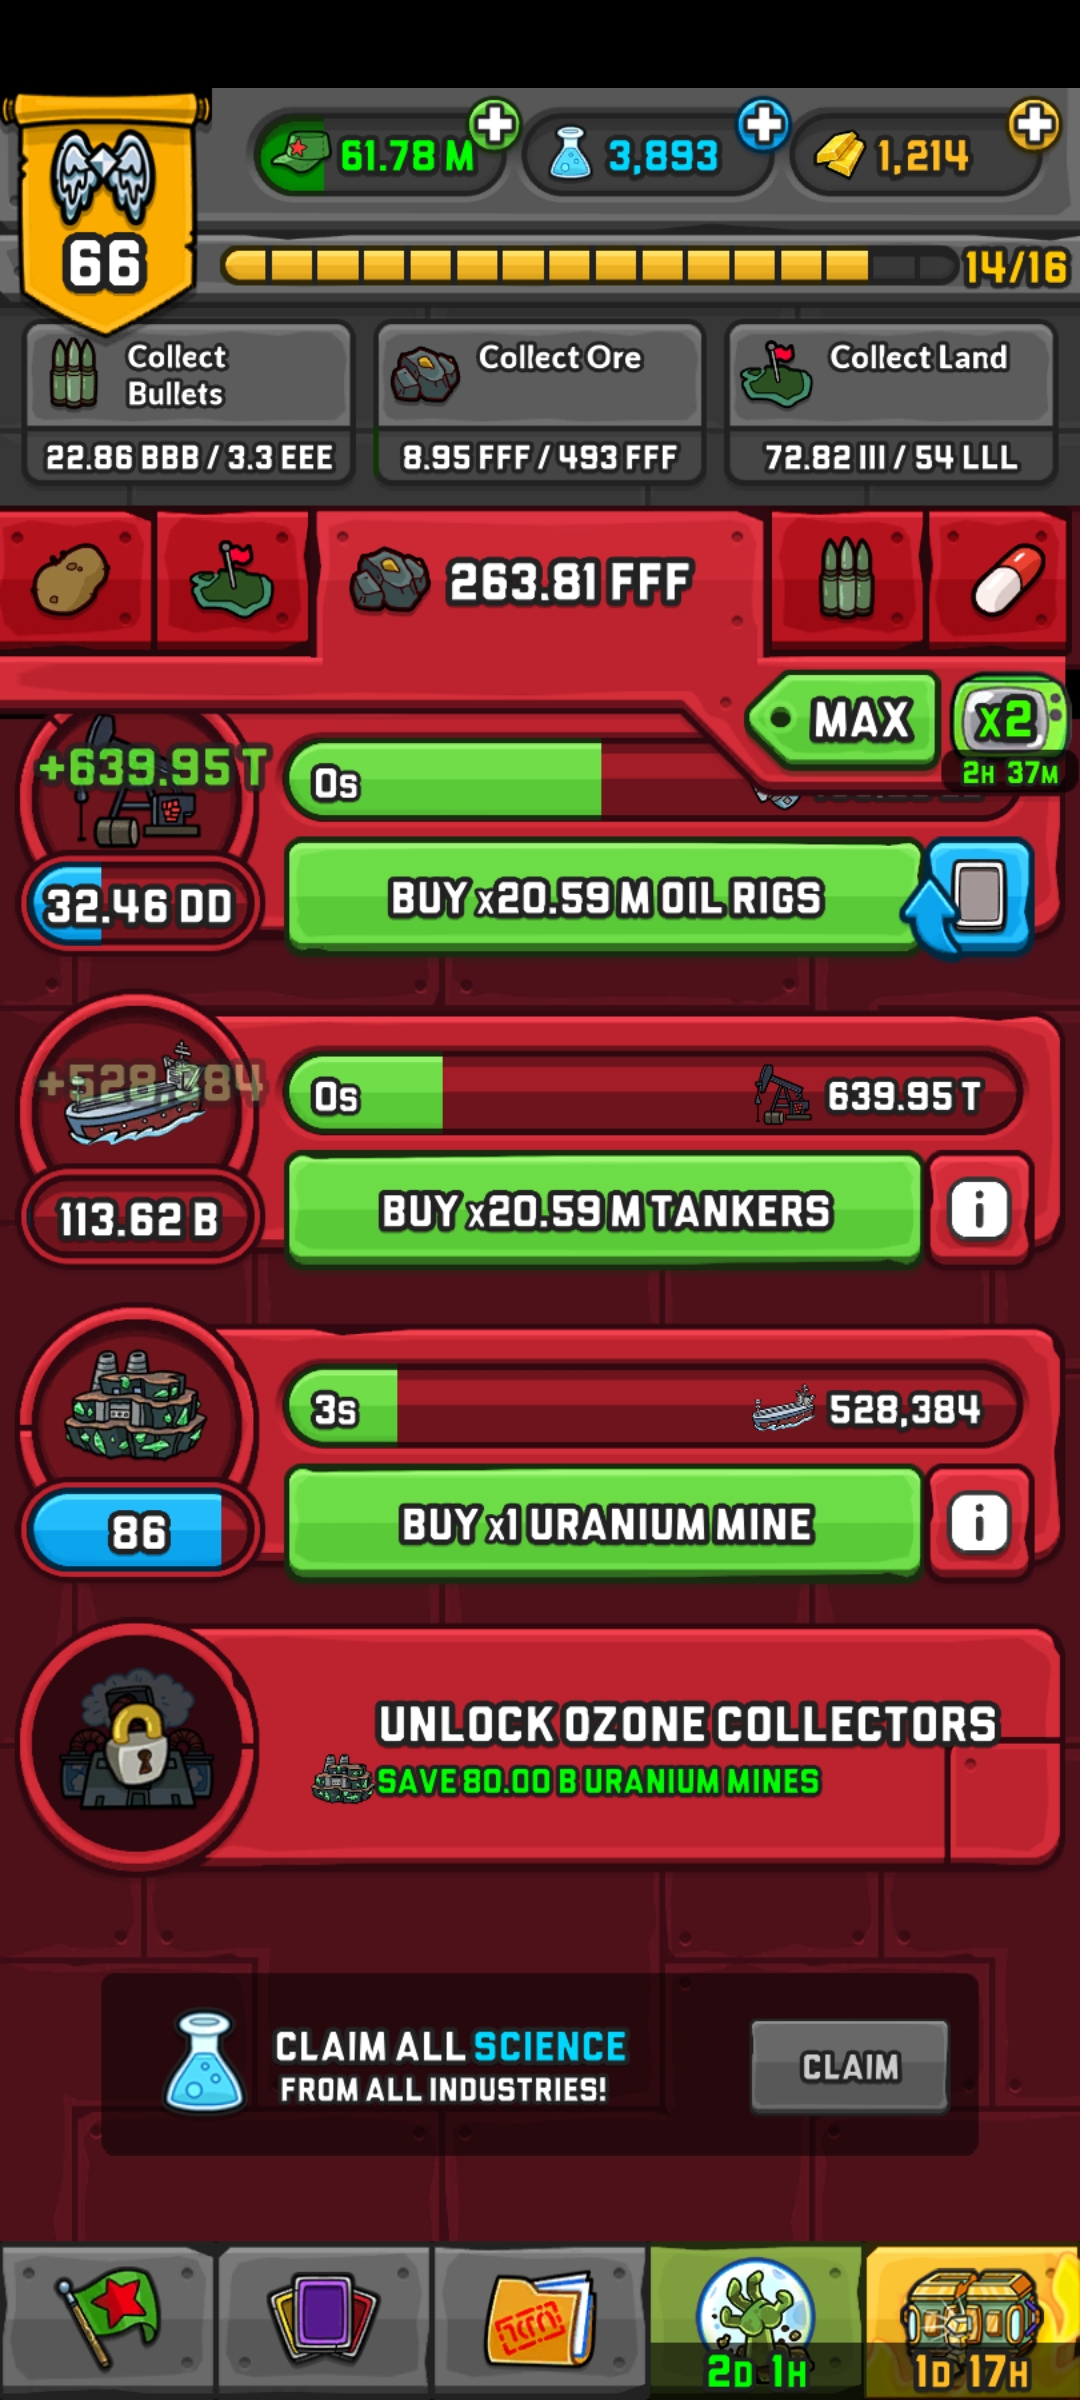 61.78 M
3,893
1,214
66
14/16
Collect
Bullets
Collect Ore
Collect Land
22.86 BBB / 3.3 EEE
8.95 FFF / 493 FFF
72.82 III / 54 LLL
263.81 FFF
MAX
x2
2H 37M
+639.95 T
0s
32.46 DD
BUY x20.59 M OIL RIGS
+528,384
0s
639.95 T
113.62 B
BUY x20.59 M TANKERS
i
3s
528,384
86
BUY x1 URANIUM MINE
i
UNLOCK OZONE COLLECTORS
SAVE 80.00 B URANIUM MINES
CLAIM ALL SCIENCE
FROM ALL INDUSTRIES!
CLAIM
2D 1H
1D 17H